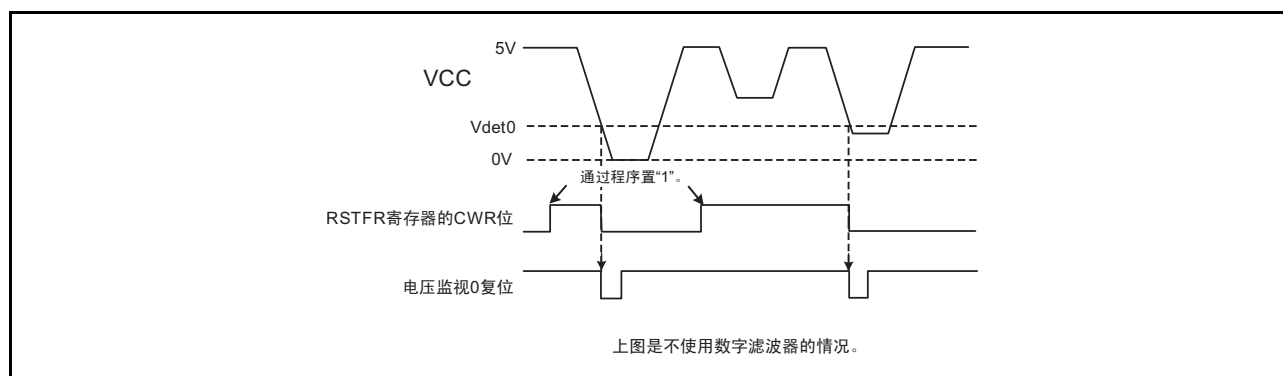 5V
VCC
Vdet0
0V
通过程序置“1”。
RSTFR寄存器的CWR位
电压监视0复位
上图是不使用数字滤波器的情况。